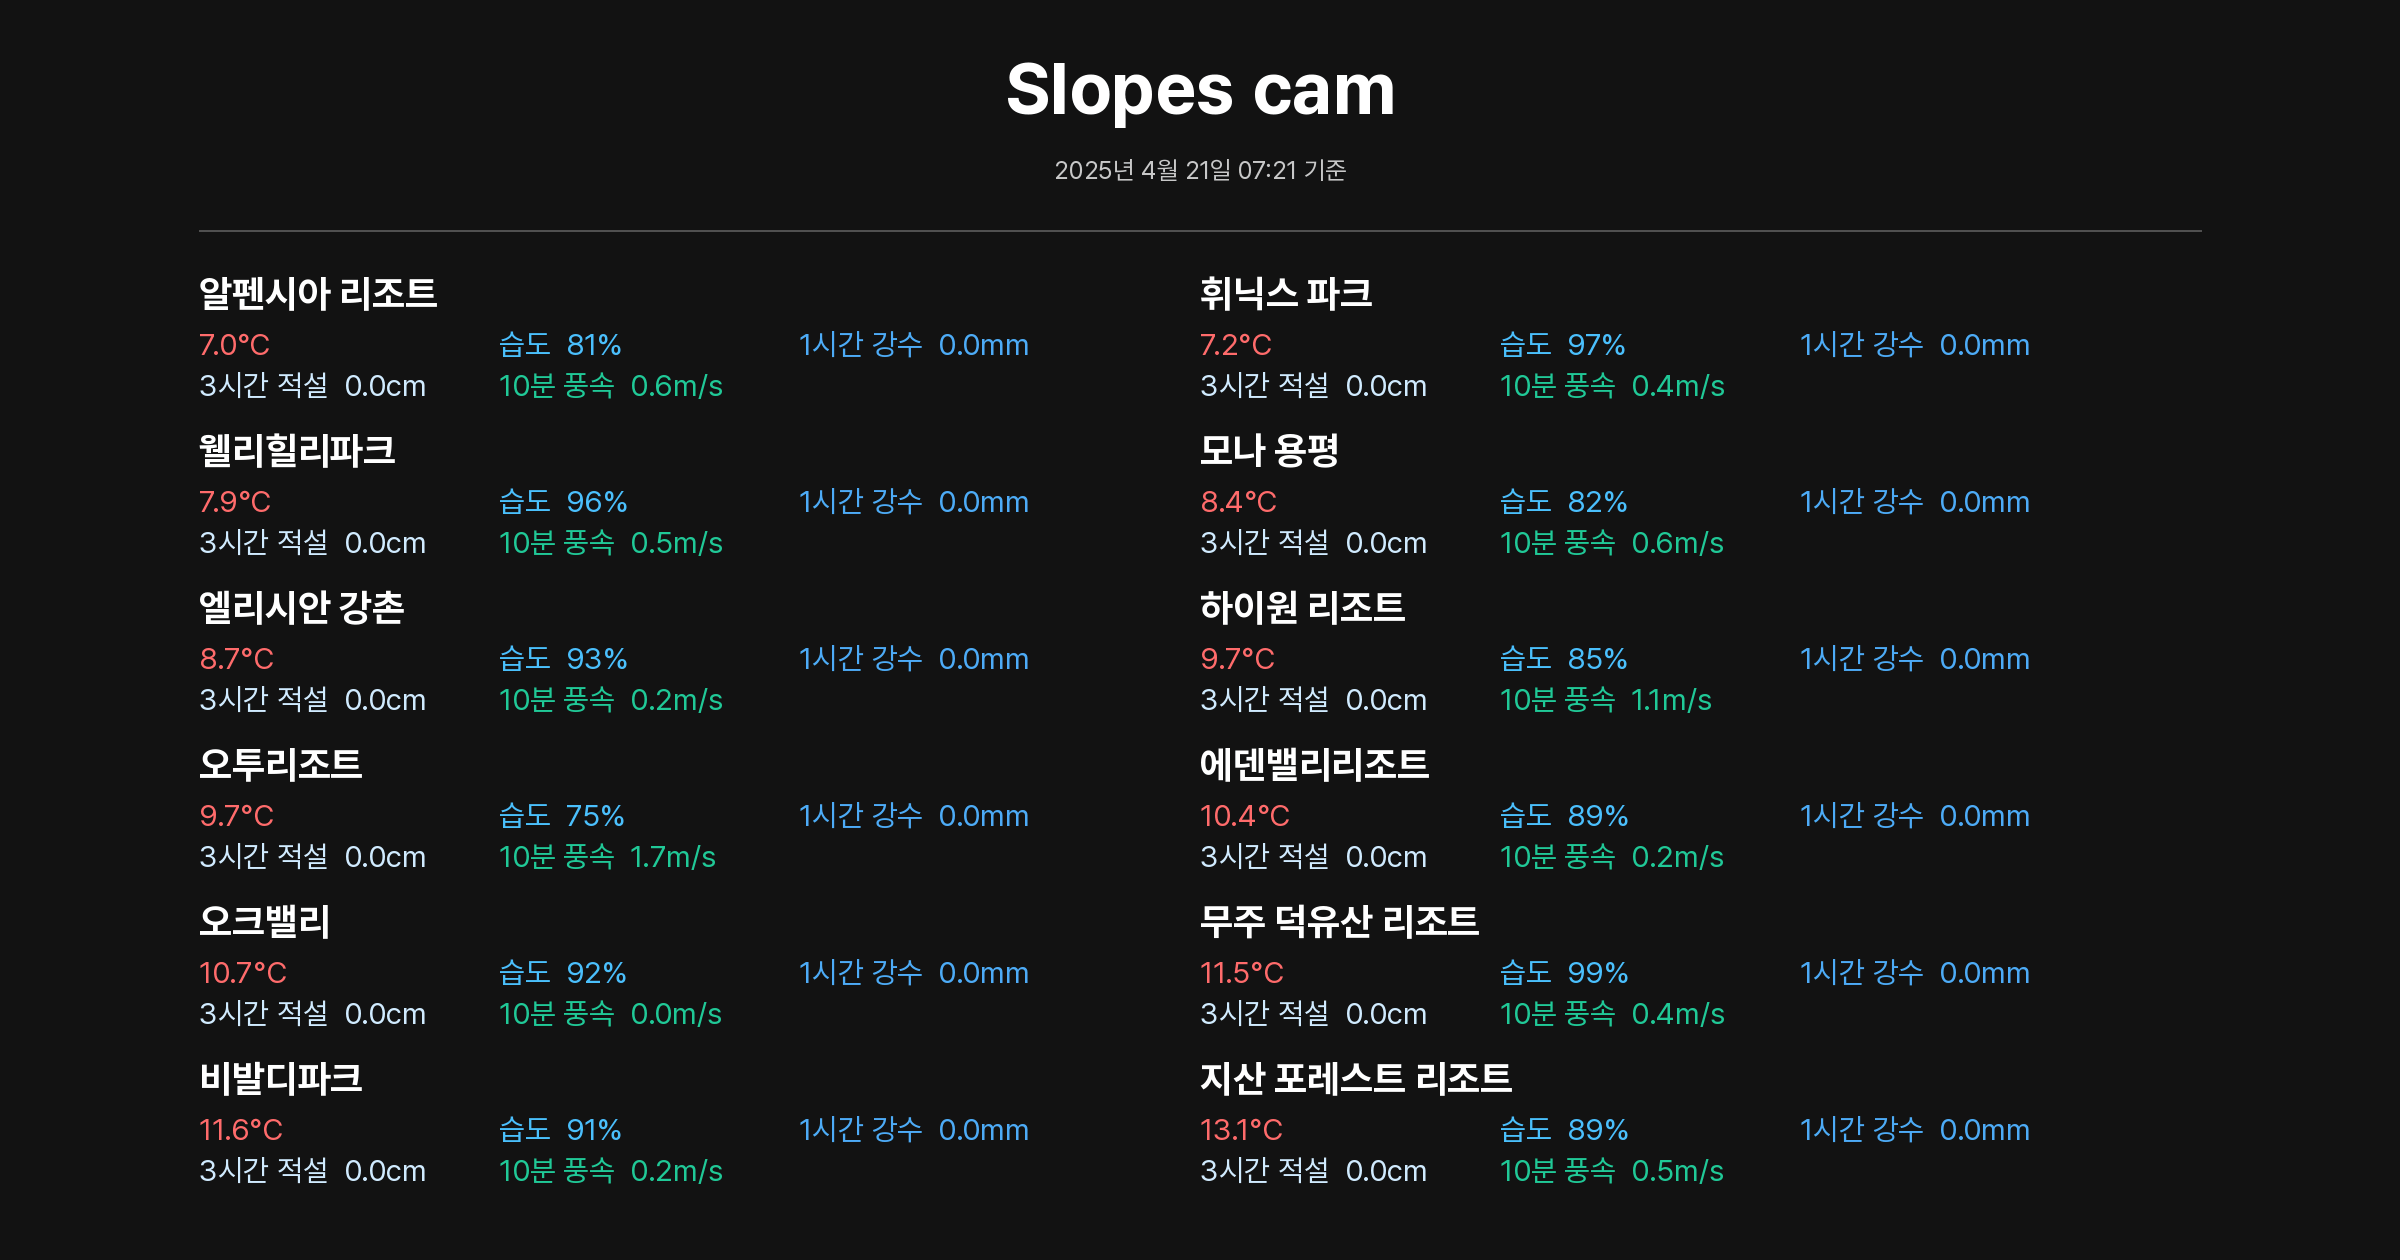 Slopes cam
2025년 4월 21일 07:21 기준
알펜시아 리조트
7.0°C 습도 81% 1시간 강수 0.0mm
3시간 적설 0.0cm 10분 풍속 0.6m/s
휘닉스 파크
7.2°C 습도 97% 1시간 강수 0.0mm
3시간 적설 0.0cm 10분 풍속 0.4m/s
웰리힐리파크
7.9°C 습도 96% 1시간 강수 0.0mm
3시간 적설 0.0cm 10분 풍속 0.5m/s
모나 용평
8.4°C 습도 82% 1시간 강수 0.0mm
3시간 적설 0.0cm 10분 풍속 0.6m/s
엘리시안 강촌
8.7°C 습도 93% 1시간 강수 0.0mm
3시간 적설 0.0cm 10분 풍속 0.2m/s
하이원 리조트
9.7°C 습도 85% 1시간 강수 0.0mm
3시간 적설 0.0cm 10분 풍속 1.1m/s
오투리조트
9.7°C 습도 75% 1시간 강수 0.0mm
3시간 적설 0.0cm 10분 풍속 1.7m/s
에덴밸리리조트
10.4°C 습도 89% 1시간 강수 0.0mm
3시간 적설 0.0cm 10분 풍속 0.2m/s
오크밸리
10.7°C 습도 92% 1시간 강수 0.0mm
3시간 적설 0.0cm 10분 풍속 0.0m/s
무주 덕유산 리조트
11.5°C 습도 99% 1시간 강수 0.0mm
3시간 적설 0.0cm 10분 풍속 0.4m/s
비발디파크
11.6°C 습도 91% 1시간 강수 0.0mm
3시간 적설 0.0cm 10분 풍속 0.2m/s
지산 포레스트 리조트
13.1°C 습도 89% 1시간 강수 0.0mm
3시간 적설 0.0cm 10분 풍속 0.5m/s